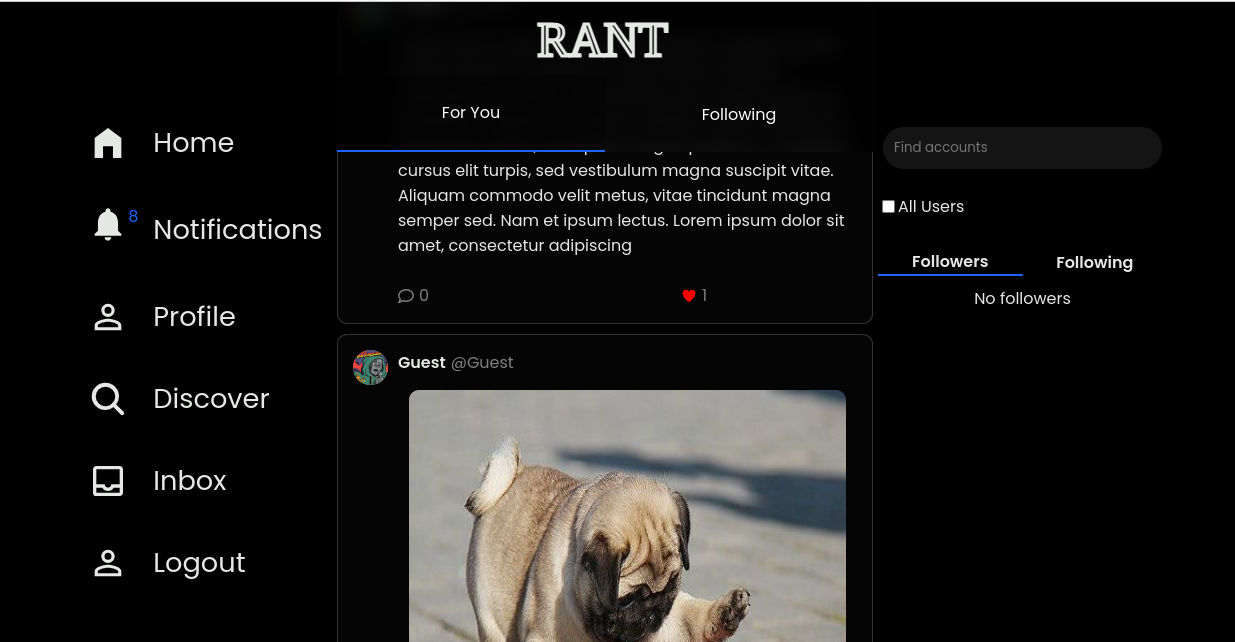 RANT
For You
Following
Home
8
Notifications
Profile
Discover
Inbox
Logout
cursus elit turpis, sed vestibulum magna suscipit vitae.
Aliquam commodo velit metus, vitae tincidunt magna
semper sed. Nam et ipsum lectus. Lorem ipsum dolor sit
amet, consectetur adipiscing
0
1
Guest @Guest
Find accounts
All Users
Followers
Following
No followers